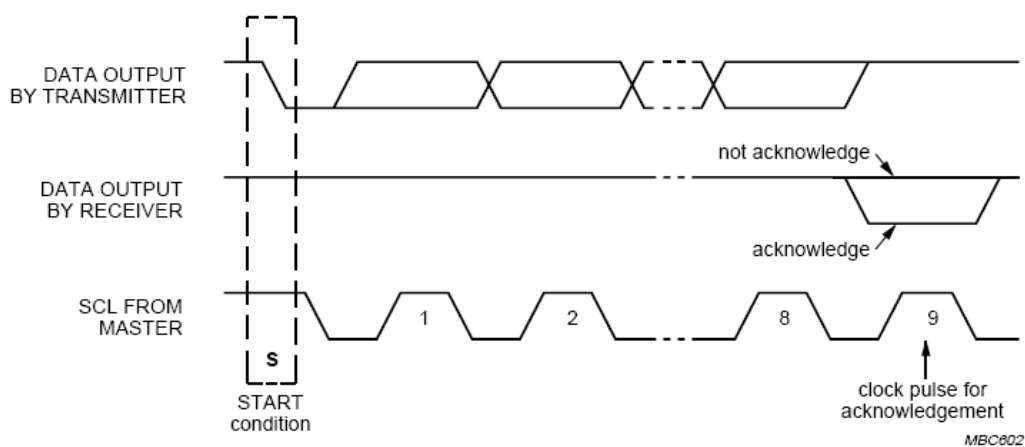 DATA OUTPUT
BY TRANSMITTER
not acknowledge
DATA OUTPUT
BY RECEIVER
acknowledge
SCL FROM
MASTER
1
2
8
9
S
START
condition
clock pulse for
acknowledgement
MBC602